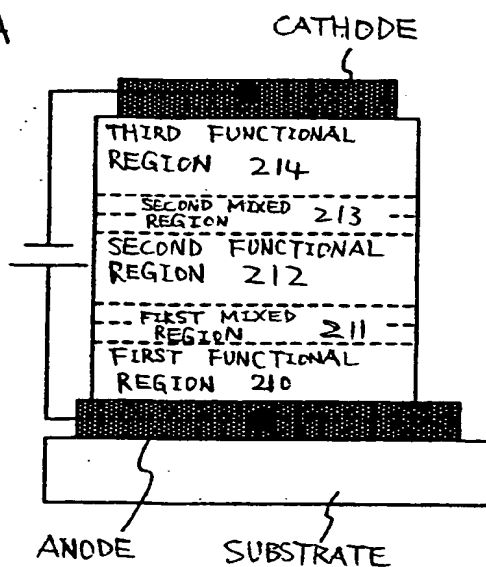 A
CATHODE
THIRD FUNCTIONAL
REGION 214
SECOND MIXED
REGION 213
SECOND FUNCTIONAL
REGION 212
FIRST MIXED
REGION 211
FIRST FUNCTIONAL
REGION 210
ANODE
SUBSTRATE